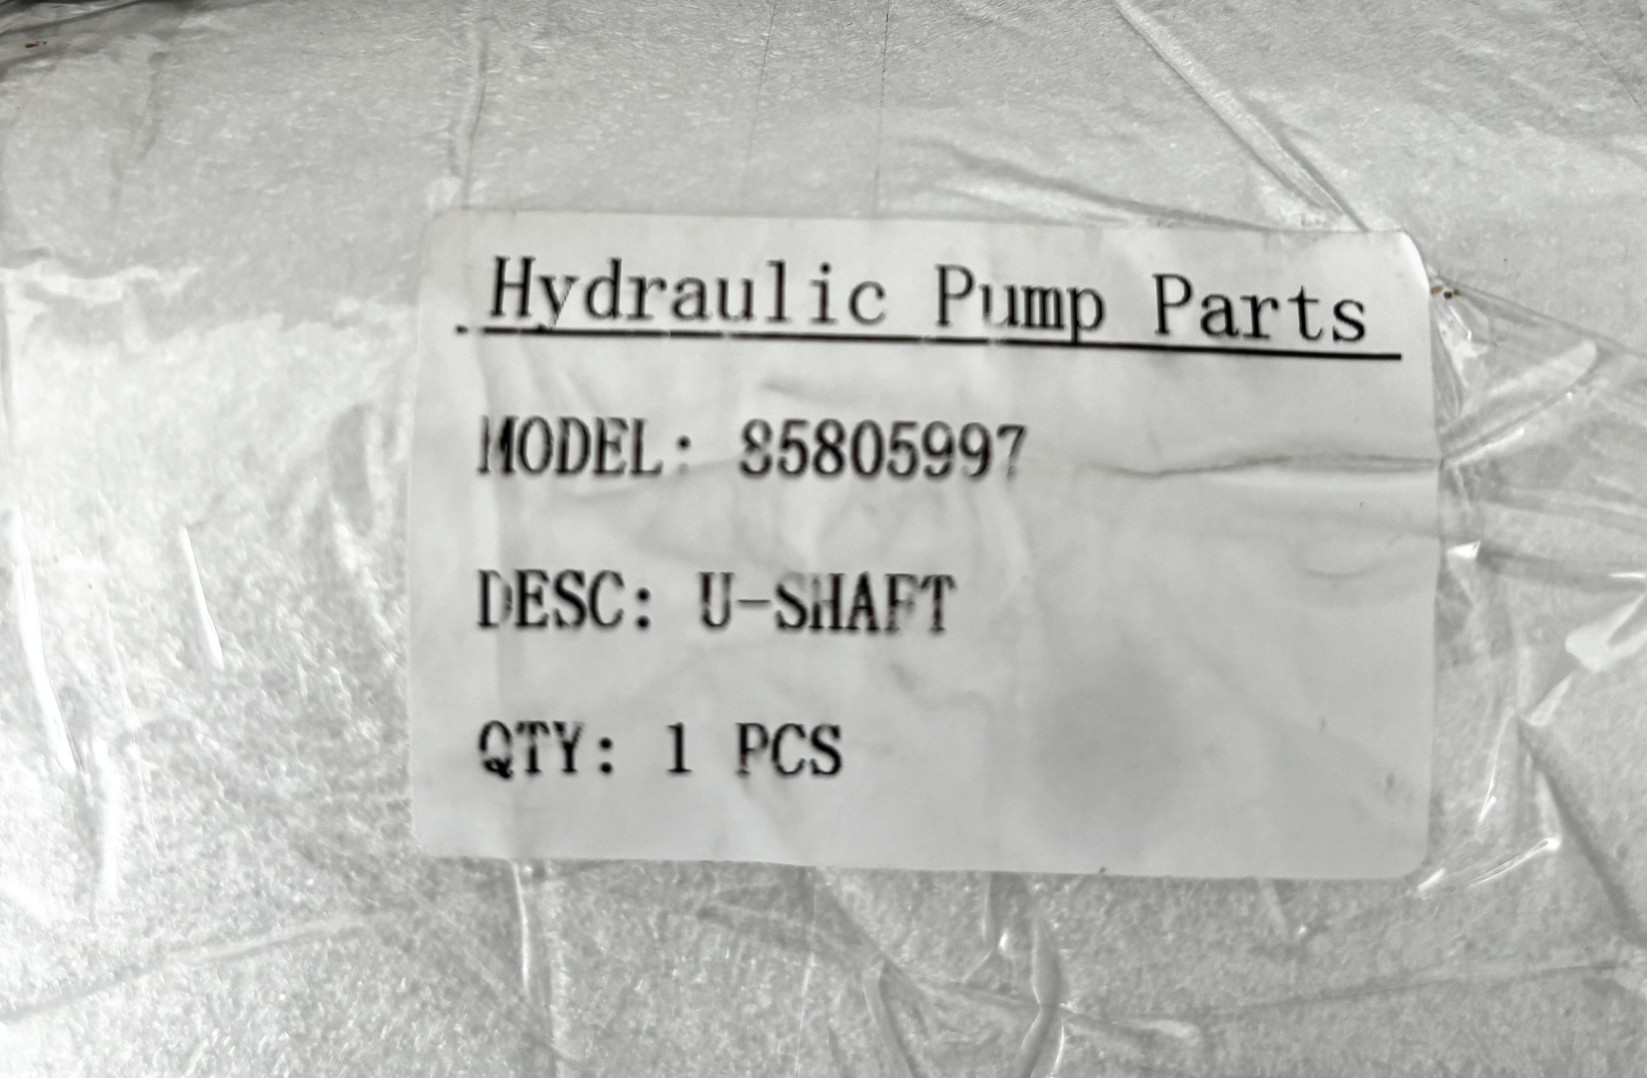 Hydraulic Pump Parts
MODEL: 85805997
DESC: U-SHAFT
QTY: 1 PCS